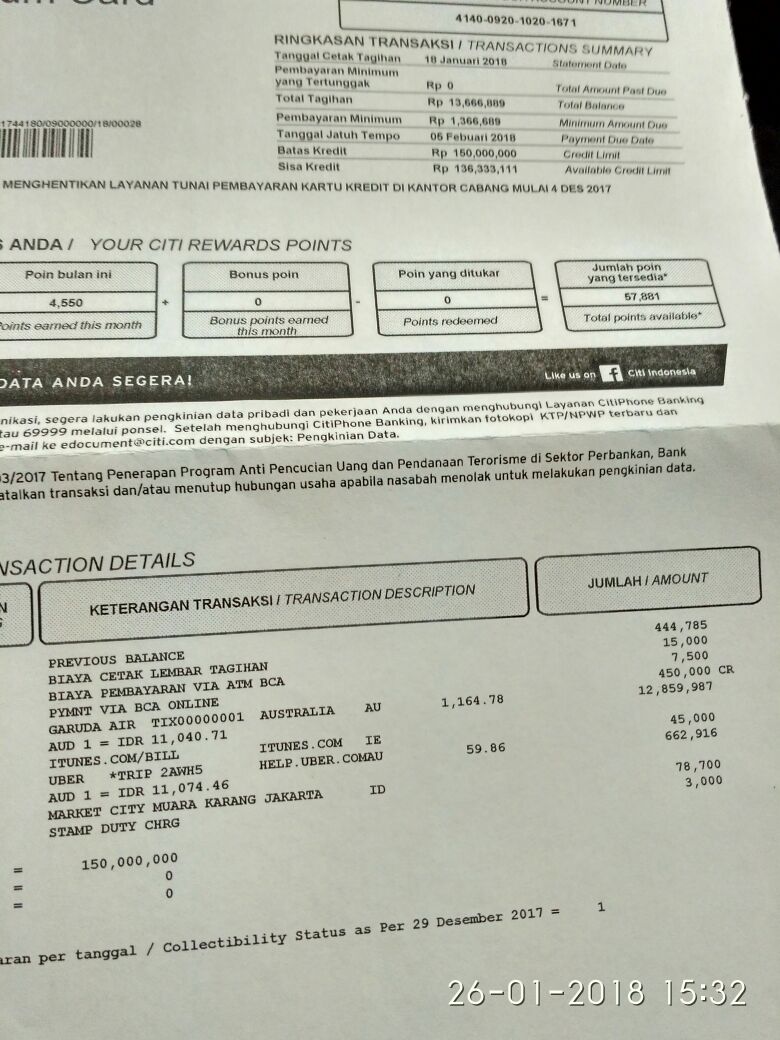 um Card
ACCOUNT NUMBER
4140-0920-1020-1671
RINGKASAN TRANSAKSI / TRANSACTIONS SUMMARY
Tanggal Cetak Tagihan 18 Januari 2018 Statement Date
Pembayaran Minimum
yang Tertunggak Rp 0 Total Amount Past Due
Total Tagihan Rp 13,666,889 Total Balance
Pembayaran Minimum Rp 1,366,689 Minimum Amount Due
Tanggal Jatuh Tempo 05 Febuari 2018 Payment Due Date
Batas Kredit Rp 150,000,000 Credit Limit
Sisa Kredit Rp 136,333,111 Available Credit Limit
1744180/09000000/18/00028
MENGHENTIKAN LAYANAN TUNAI PEMBAYARAN KARTU KREDIT DI KANTOR CABANG MULAI 4 DES 2017
S ANDA / YOUR CITI REWARDS POINTS
Poin bulan ini Bonus poin Poin yang ditukar Jumlah poin
yang tersedia*
4,550 + 0 - 0 = 57,881
Points earned this month Bonus points earned
this month Points redeemed Total points available*
DATA ANDA SEGERA!
Like us on f Citi Indonesia
nikasi, segera lakukan pengkinian data pribadi dan pekerjaan Anda dengan menghubungi Layanan CitiPhone Banking
tau 69999 melalui ponsel. Setelah menghubungi CitiPhone Banking, kirimkan fotokopi KTP/NPWP terbaru dan
e-mail ke edocument@citi.com dengan subjek: Pengkinian Data.
03/2017 Tentang Penerapan Program Anti Pencucian Uang dan Pendanaan Terorisme di Sektor Perbankan, Bank
atalkan transaksi dan/atau menutup hubungan usaha apabila nasabah menolak untuk melakukan pengkinian data.
NSACTION DETAILS
N KETERANGAN TRANSAKSI / TRANSACTION DESCRIPTION JUMLAH / AMOUNT
PREVIOUS BALANCE 444,785
BIAYA CETAK LEMBAR TAGIHAN 15,000
BIAYA PEMBAYARAN VIA ATM BCA 7,500
PYMNT VIA BCA ONLINE 450,000 CR
GARUDA AIR TIX00000001 AUSTRALIA AU 1,164.78 12,859,987
AUD 1 = IDR 11,040.71
ITUNES.COM/BILL ITUNES.COM IE 45,000
UBER *TRIP 2AWH5 HELP.UBER.COMAU 59.86 662,916
AUD 1 = IDR 11,074.46
MARKET CITY MUARA KARANG JAKARTA ID 78,700
STAMP DUTY CHRG 3,000
= 150,000,000
= 0
= 0
aran per tanggal / Collectibility Status as Per 29 Desember 2017 = 1
26-01-2018 15:32